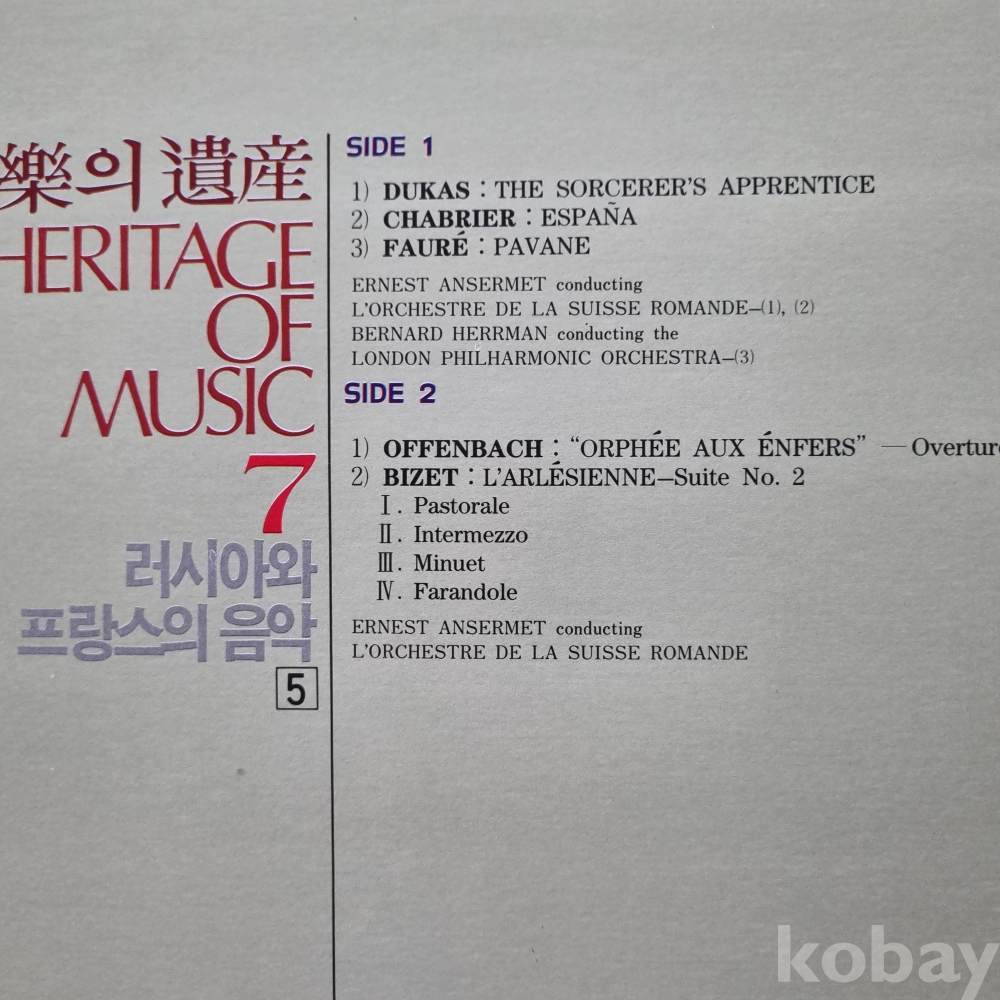 樂의 遺産
HERITAGE
OF
MUSIC
7
러시아와
프랑스의 음악
5
SIDE 1
1) DUKAS : THE SORCERER'S APPRENTICE
2) CHABRIER : ESPAÑA
3) FAURÉ : PAVANE
ERNEST ANSERMET conducting
L'ORCHESTRE DE LA SUISSE ROMANDE—(1), (2)
BERNARD HERRMAN conducting the
LONDON PHILHARMONIC ORCHESTRA—(3)
SIDE 2
1) OFFENBACH : “ORPHÉE AUX ÉNFERS” — Overture
2) BIZET : L'ARLÉSIENNE—Suite No. 2
Ⅰ. Pastorale
Ⅱ. Intermezzo
Ⅲ. Minuet
Ⅳ. Farandole
ERNEST ANSERMET conducting
L'ORCHESTRE DE LA SUISSE ROMANDE
kobay